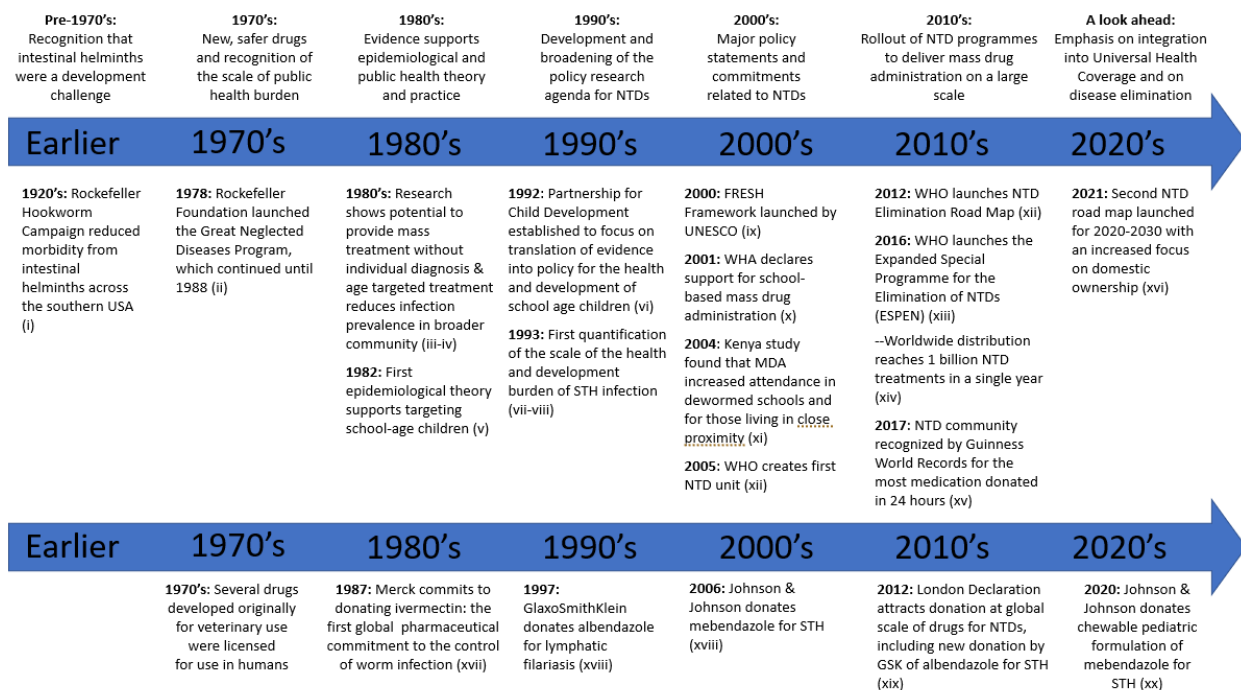 Pre-1970's:
Recognition that
intestinal helminths
were a development
challenge
1970's:
New, safer drugs
and recognition of
the scale of public
health burden
1980's:
Evidence supports
epidemiological and
public health theory
and practice
1990's:
Development and
broadening of the
policy research
agenda for NTDs
2000's:
Major policy
statements and
commitments
related to NTDs
2010's:
Rollout of NTD programmes
to deliver mass drug
administration on a large
scale
A look ahead:
Emphasis on integration
into Universal Health
Coverage and on
disease elimination
Earlier
1970's
1980's
1990's
2000's
2010's
2020's
1920's: Rockefeller
Hookworm
Campaign reduced
morbidity from
intestinal
helminths across
the southern USA
(i)
1978: Rockefeller
Foundation launched
the Great Neglected
Diseases Program,
which continued until
1988 (ii)
1980's: Research
shows potential to
provide mass
treatment without
individual diagnosis &
age targeted treatment
reduces infection
prevalence in broader
community (iii-iv)
1982: First
epidemiological theory
supports targeting
school-age children (v)
1992: Partnership for
Child Development
established to focus on
translation of evidence
into policy for the health
and development of
school age children (vi)
1993: First quantification
of the scale of the health
and development
burden of STH infection
(vii-viii)
2000: FRESH
Framework launched by
UNESCO (ix)
2001: WHA declares
support for school-
based mass drug
administration (x)
2004: Kenya study
found that MDA
increased attendance in
dewormed schools and
for those living in close
proximity (xi)
2005: WHO creates first
NTD unit (xii)
2012: WHO launches NTD
Elimination Road Map (xii)
2016: WHO launches the
Expanded Special
Programme for the
Elimination of NTDs
(ESPEN) (xiii)
--Worldwide distribution
reaches 1 billion NTD
treatments in a single year
(xiv)
2017: NTD community
recognized by Guinness
World Records for the
most medication donated
in 24 hours (xv)
2021: Second NTD
road map launched
for 2020-2030 with
an increased focus
on domestic
ownership (xvi)
Earlier
1970's
1980's
1990's
2000's
2010's
2020's
1970's: Several drugs
developed originally
for veterinary use
were licensed
for use in humans
1987: Merck commits to
donating ivermectin: the
first global pharmaceutical
commitment to the control
of worm infection (xvii)
1997:
GlaxoSmithKlein
donates albendazole
for lymphatic
filariasis (xviii)
2006: Johnson &
Johnson donates
mebendazole for STH
(xviii)
2012: London Declaration
attracts donation at global
scale of drugs for NTDs,
including new donation by
GSK of albendazole for STH
(xix)
2020: Johnson &
Johnson donates
chewable pediatric
formulation of
mebendazole for
STH (xx)